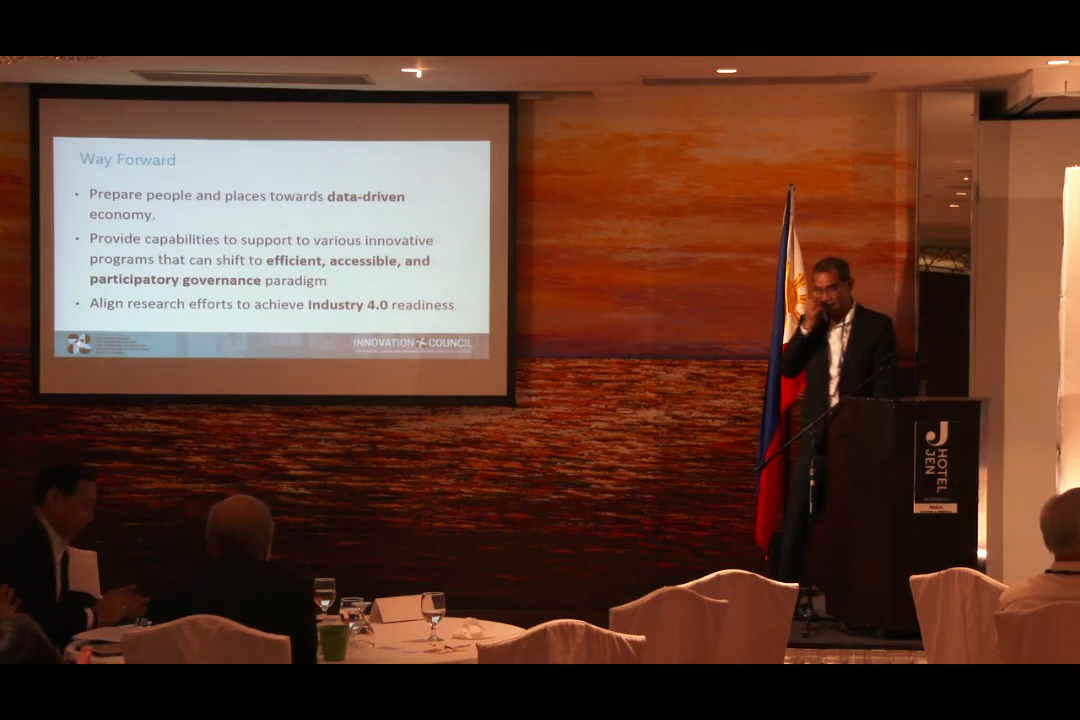 Way Forward
• Prepare people and places towards data-driven
economy.
• Provide capabilities to support to various innovative
programs that can shift to efficient, accessible, and
participatory governance paradigm
• Align research efforts to achieve Industry 4.0 readiness
INNOVATION COUNCIL
J
HOTEL
JEN
MANILA